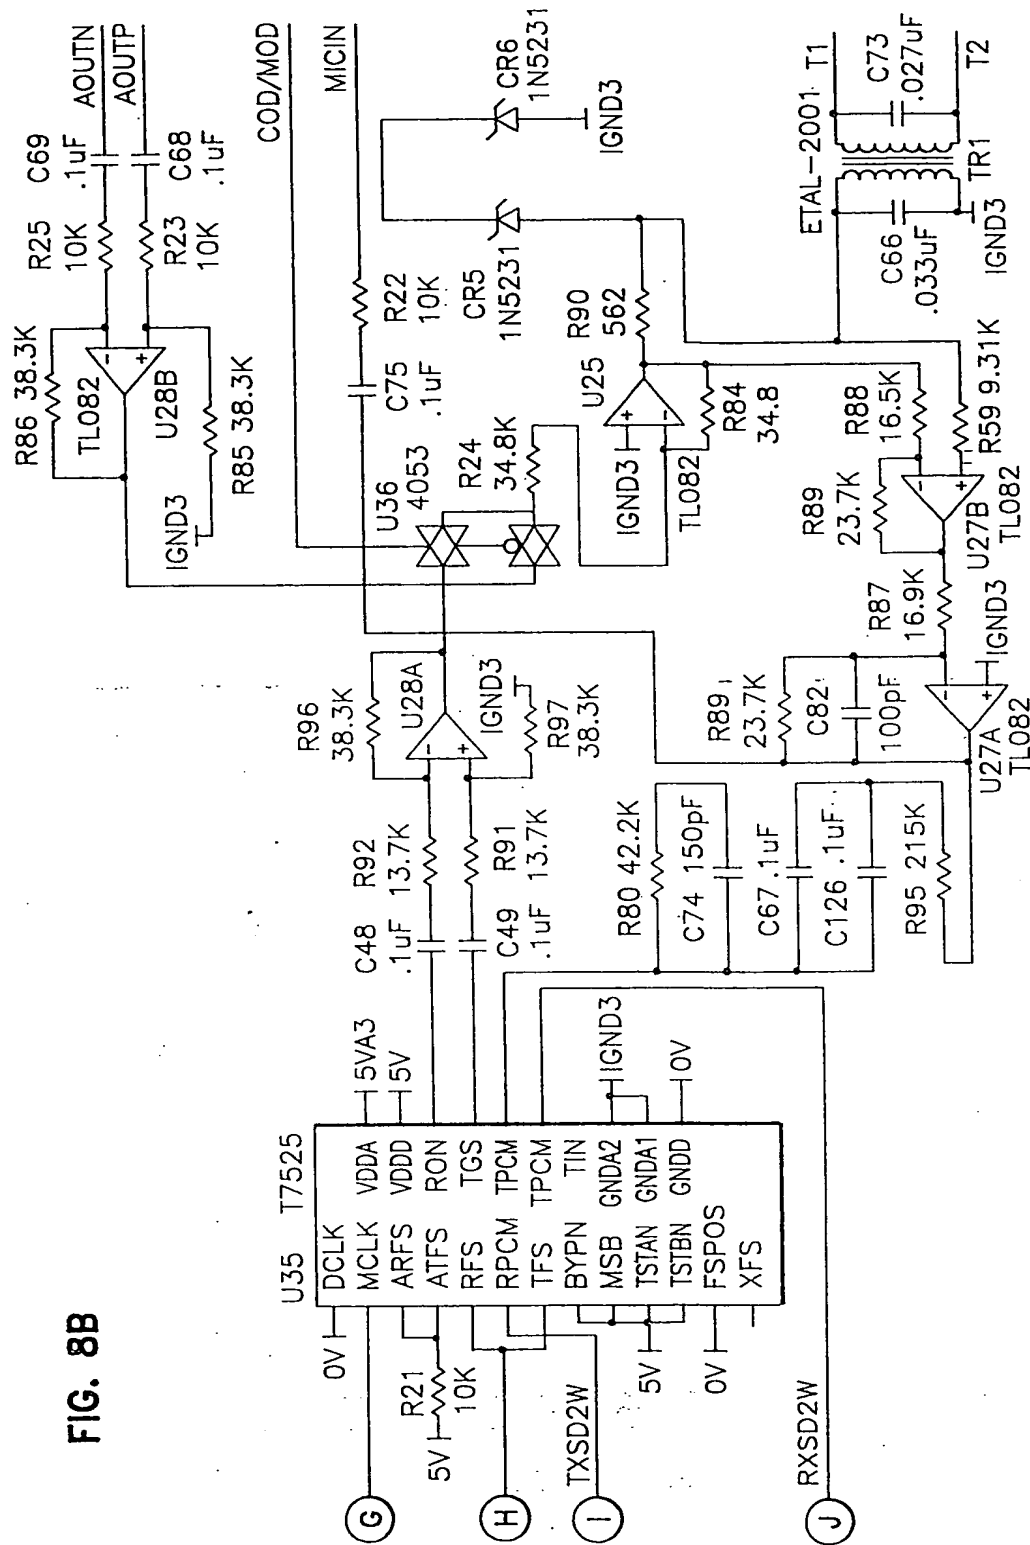 FIG. 8B
G
H
I
J
TXSD2W
RXSD2W
0V
R21
10K
5V
5V
0V
U35
T7525
DCLK
MCLK
ARFS
ATFS
RFS
RPCM
TFS
BYPN
MSB
TSTAN
TSTBN
FSPOS
XFS
VDDA
VDDD
RON
TGS
TPCM
TPCM
TIN
GNDA2
GNDA1
GNDD
5VA3
5V
IGND3
0V
C48
.1uF
R92
13.7K
C49
.1uF
R91
13.7K
R96
38.3K
U28A
IGND3
R97
38.3K
R80 42.2K
C74 150pF
C67 .1uF
C126 .1uF
R95 215K
R89
23.7K
C82
100pF
U27A
TL082
IGND3
R87
16.9K
R89
23.7K
U27B
TL082
R88
16.5K
R59 9.31K
R86 38.3K
TL082
U28B
R85 38.3K
IGND3
R25
10K
R23
10K
C69
.1uF
C68
.1uF
AOUTN
AOUTP
COD/MOD
MICIN
U36
4053
R24
34.8K
C75
.1uF
R22
10K
CR5
1N5231
CR6
1N5231
IGND3
IGND3
TL082
U25
R90
562
R84
34.8
ETAL-2001
T1
C73
.027uF
T2
TR1
C66
.033uF
IGND3